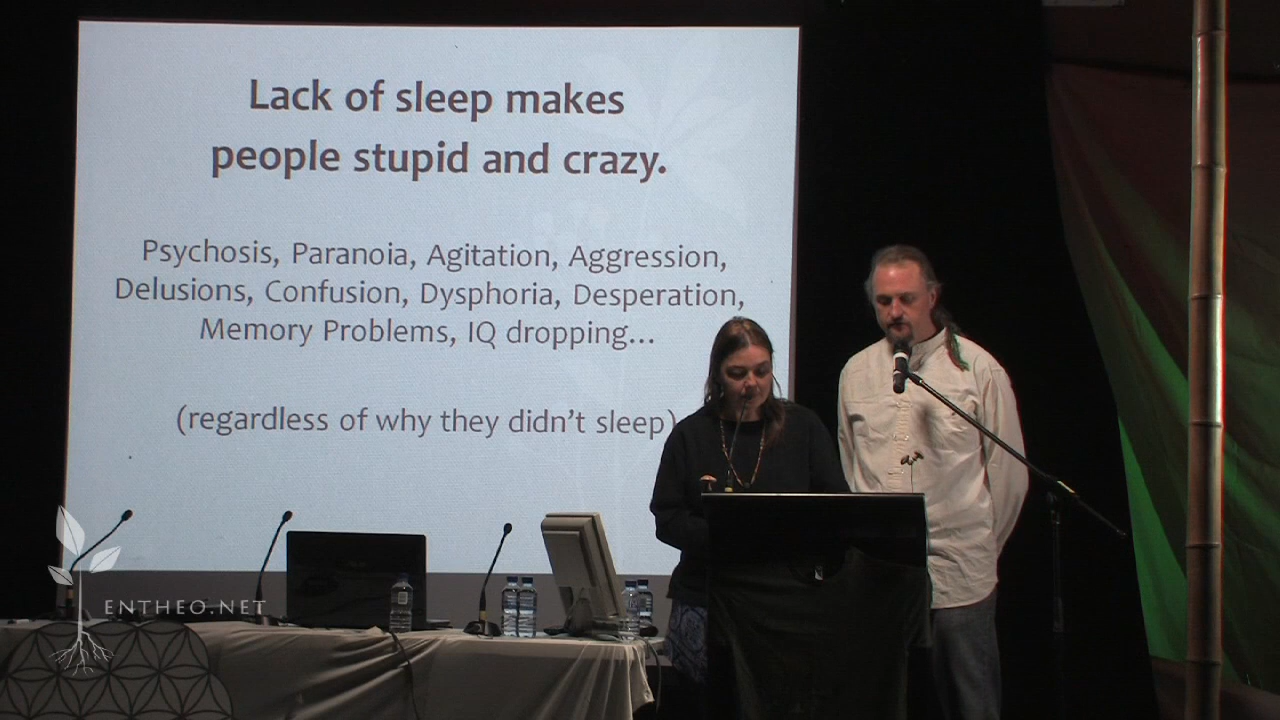 Lack of sleep makes
people stupid and crazy.
Psychosis, Paranoia, Agitation, Aggression,
Delusions, Confusion, Dysphoria, Desperation,
Memory Problems, IQ dropping...
(regardless of why they didn't sleep)
ENTHEO.NET